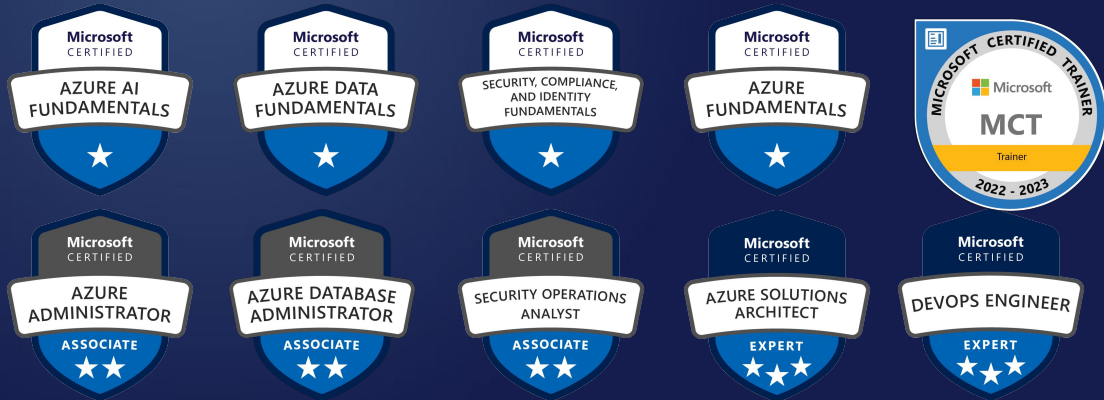 Microsoft
CERTIFIED
AZURE AI
FUNDAMENTALS
Microsoft
CERTIFIED
AZURE DATA
FUNDAMENTALS
Microsoft
CERTIFIED
SECURITY, COMPLIANCE,
AND IDENTITY
FUNDAMENTALS
Microsoft
CERTIFIED
AZURE
FUNDAMENTALS
MICROSOFT CERTIFIED TRAINER
Microsoft
MCT
Trainer
2022 - 2023
Microsoft
CERTIFIED
AZURE
ADMINISTRATOR
ASSOCIATE
Microsoft
CERTIFIED
AZURE DATABASE
ADMINISTRATOR
ASSOCIATE
Microsoft
CERTIFIED
SECURITY OPERATIONS
ANALYST
ASSOCIATE
Microsoft
CERTIFIED
AZURE SOLUTIONS
ARCHITECT
EXPERT
Microsoft
CERTIFIED
DEVOPS ENGINEER
EXPERT